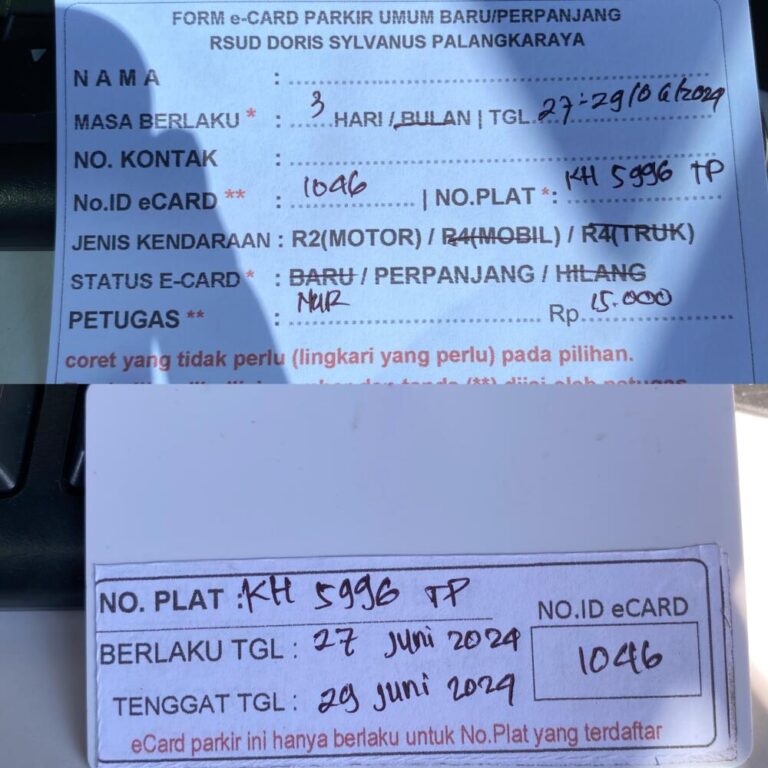 FORM e-CARD PARKIR UMUM BARU/PERPANJANG
RSUD DORIS SYLVANUS PALANGKARAYA
N A M A :
MASA BERLAKU * : 3 HARI / BULAN | TGL. 27-29/06/2024
NO. KONTAK :
No.ID eCARD ** : 1046 | NO.PLAT *: KH 5996 TP
JENIS KENDARAAN : R2(MOTOR) / R4(MOBIL) / R4(TRUK)
STATUS E-CARD * : BARU / PERPANJANG / HILANG
PETUGAS ** : NUR Rp. 15.000
coret yang tidak perlu (lingkari yang perlu) pada pilihan.
NO. PLAT : KH 5996 TP
NO.ID eCARD
BERLAKU TGL : 27 Juni 2024
1046
TENGGAT TGL : 29 Juni 2024
eCard parkir ini hanya berlaku untuk No.Plat yang terdaftar